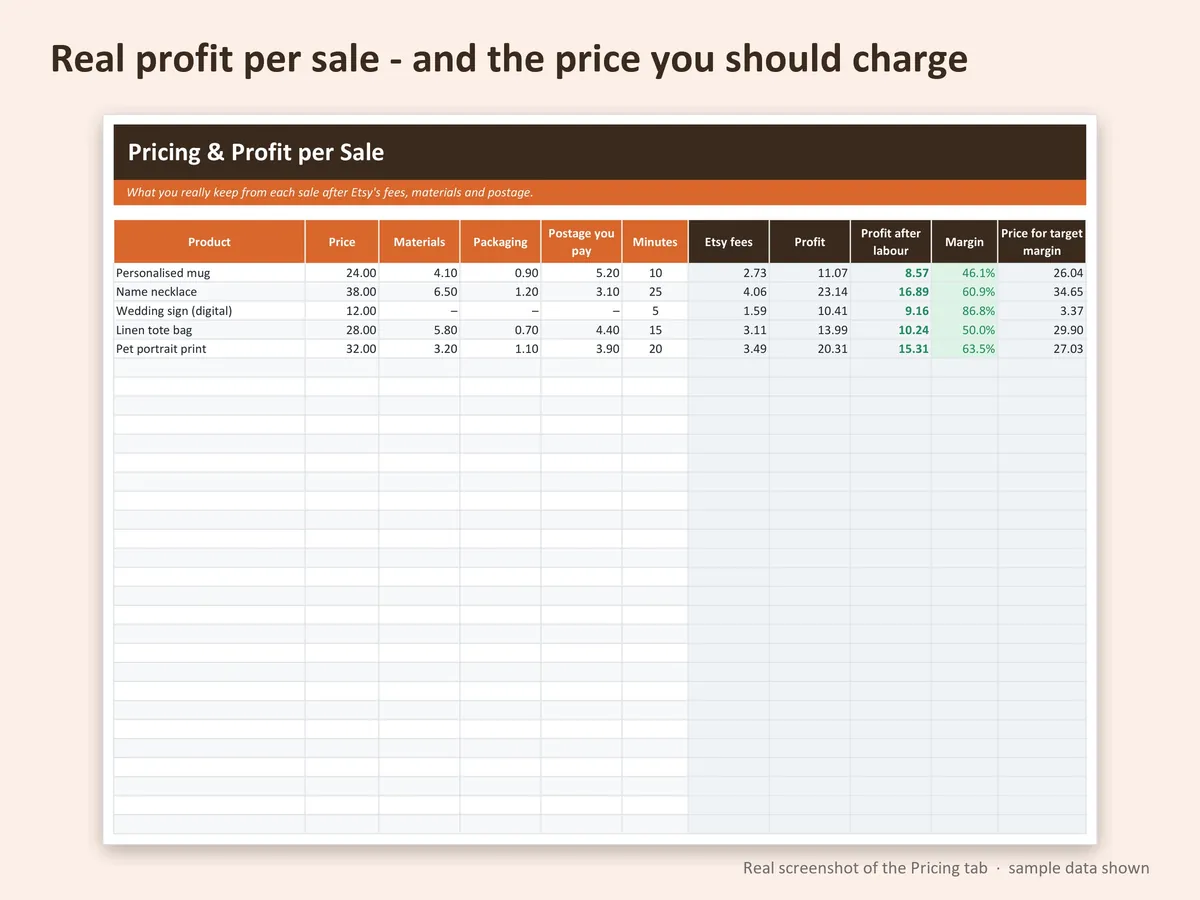 Real profit per sale - and the price you should charge
Pricing & Profit per Sale
What you really keep from each sale after Etsy's fees, materials and postage.
Product Price Materials Packaging Postage you pay Minutes Etsy fees Profit Profit after labour Margin Price for target margin
Personalised mug 24.00 4.10 0.90 5.20 10 2.73 11.07 8.57 46.1% 26.04
Name necklace 38.00 6.50 1.20 3.10 25 4.06 23.14 16.89 60.9% 34.65
Wedding sign (digital) 12.00 – – – 5 1.59 10.41 9.16 86.8% 3.37
Linen tote bag 28.00 5.80 0.70 4.40 15 3.11 13.99 10.24 50.0% 29.90
Pet portrait print 32.00 3.20 1.10 3.90 20 3.49 20.31 15.31 63.5% 27.03
Real screenshot of the Pricing tab · sample data shown